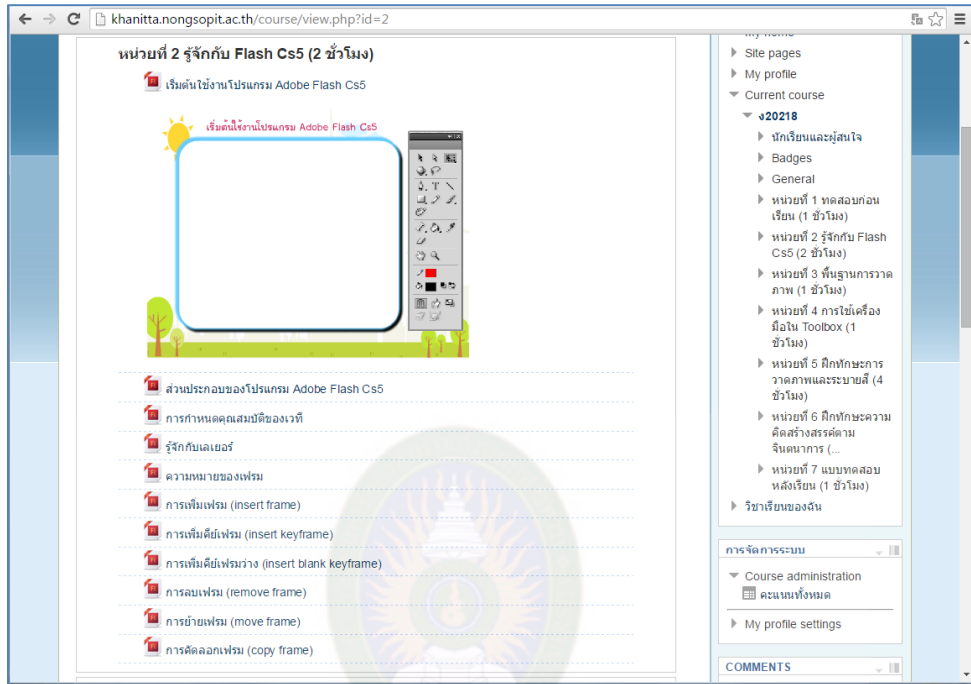 khanitta.nongsopit.ac.th/course/view.php?id=2
หน่วยที่ 2 รู้จักกับ Flash Cs5 (2 ชั่วโมง)
เริ่มต้นใช้งานโปรแกรม Adobe Flash Cs5
เริ่มต้นใช้งานโปรแกรม Adobe Flash Cs5
ส่วนประกอบของโปรแกรม Adobe Flash Cs5
การกำหนดคุณสมบัติของเวที
รู้จักกับเลเยอร์
ความหมายของเฟรม
การเพิ่มเฟรม (insert frame)
การเพิ่มคีย์เฟรม (insert keyframe)
การเพิ่มคีย์เฟรมว่าง (insert blank keyframe)
การลบเฟรม (remove frame)
การย้ายเฟรม (move frame)
การคัดลอกเฟรม (copy frame)
My home
Site pages
My profile
Current course
ง20218
นักเรียนและผู้สนใจ
Badges
General
หน่วยที่ 1 ทดสอบก่อน
เรียน (1 ชั่วโมง)
หน่วยที่ 2 รู้จักกับ Flash
Cs5 (2 ชั่วโมง)
หน่วยที่ 3 พื้นฐานการวาด
ภาพ (1 ชั่วโมง)
หน่วยที่ 4 การใช้เครื่อง
มือใน Toolbox (1
ชั่วโมง)
หน่วยที่ 5 ฝึกทักษะการ
วาดภาพและระบายสี (4
ชั่วโมง)
หน่วยที่ 6 ฝึกทักษะความ
คิดสร้างสรรค์ตาม
จินตนาการ (...
หน่วยที่ 7 แบบทดสอบ
หลังเรียน (1 ชั่วโมง)
วิชาเรียนของฉัน
การจัดการระบบ
Course administration
คะแนนทั้งหมด
My profile settings
COMMENTS